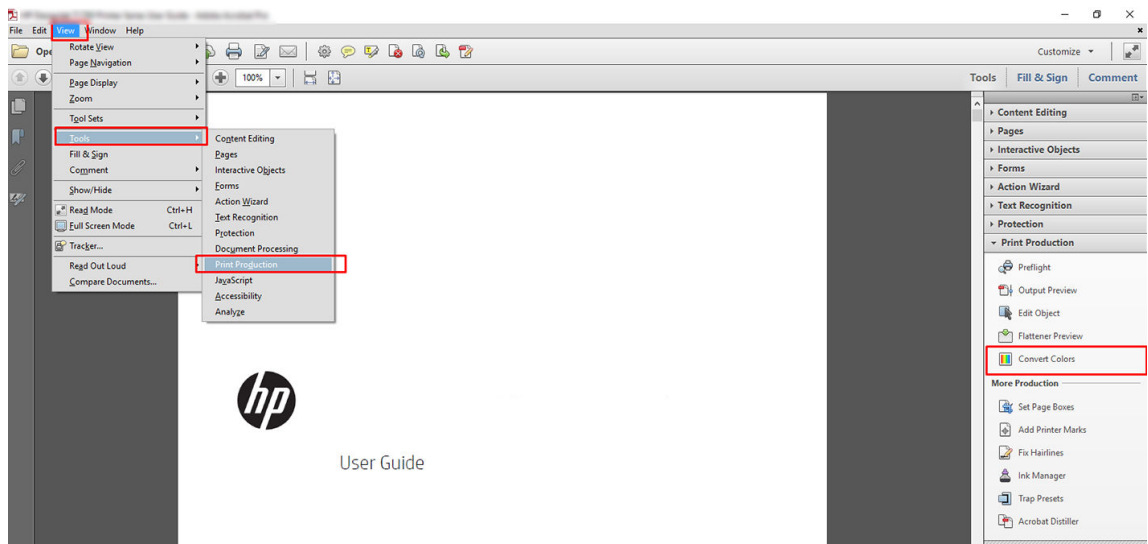 Adobe Acrobat Pro
File Edit View Window Help
Ope
Customize
100%
Tools Fill & Sign Comment
Rotate View
Page Navigation
Page Display
Zoom
Tool Sets
Tools
Fill & Sign
Comment
Show/Hide
Read Mode Ctrl+H
Full Screen Mode Ctrl+L
Tracker...
Read Out Loud
Compare Documents...
Content Editing
Pages
Interactive Objects
Forms
Action Wizard
Text Recognition
Protection
Document Processing
Print Production
JavaScript
Accessibility
Analyze
hp
User Guide
Content Editing
Pages
Interactive Objects
Forms
Action Wizard
Text Recognition
Protection
Print Production
Preflight
Output Preview
Edit Object
Flattener Preview
Convert Colors
More Production
Set Page Boxes
Add Printer Marks
Fix Hairlines
Ink Manager
Trap Presets
Acrobat Distiller